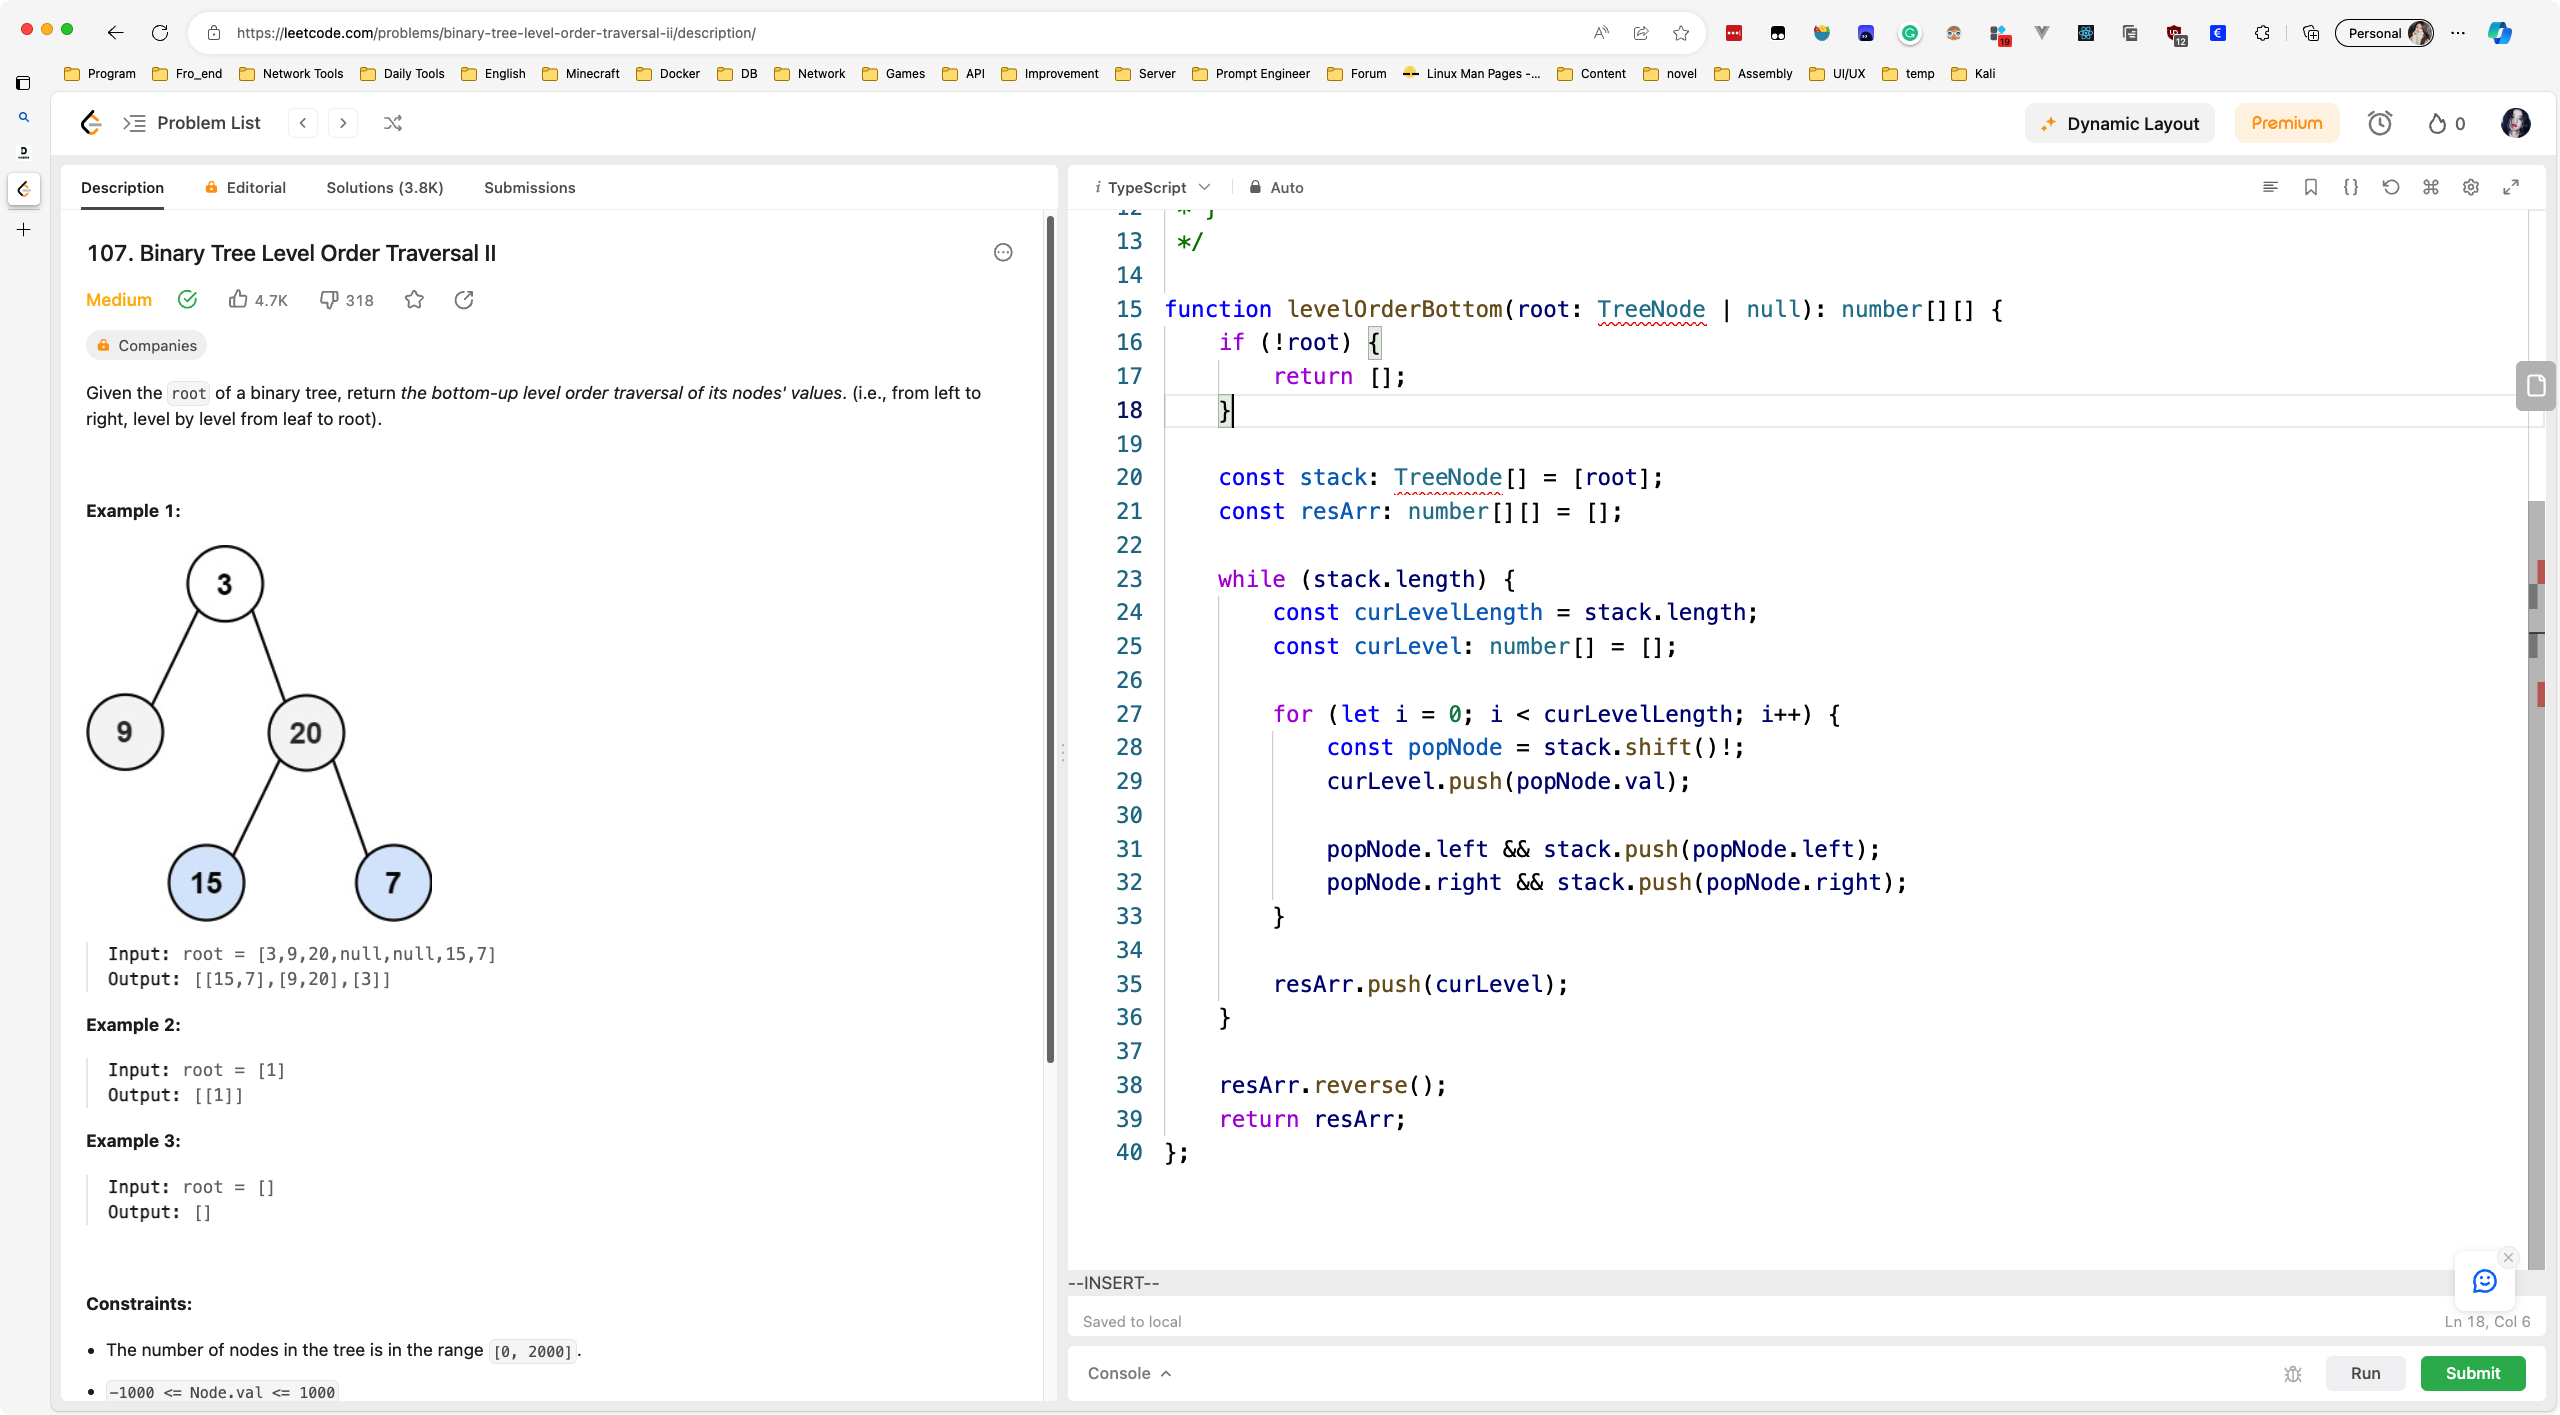 https://leetcode.com/problems/binary-tree-level-order-traversal-ii/description/
19
12
Personal
Program Fro_end Network Tools Daily Tools English Minecraft Docker DB Network Games API Improvement Server Prompt Engineer Forum Linux Man Pages -... Content novel Assembly UI/UX temp Kali
Problem List
Dynamic Layout
Premium
0
Description Editorial Solutions (3.8K) Submissions
107. Binary Tree Level Order Traversal II
Medium 4.7K 318
Companies
Given the root of a binary tree, return the bottom-up level order traversal of its nodes' values. (i.e., from left to
right, level by level from leaf to root).
Example 1:
3
9 20
15 7
Input: root = [3,9,20,null,null,15,7]
Output: [[15,7],[9,20],[3]]
Example 2:
Input: root = [1]
Output: [[1]]
Example 3:
Input: root = []
Output: []
Constraints:
• The number of nodes in the tree is in the range [0, 2000].
• -1000 <= Node.val <= 1000
i TypeScript Auto
12 * }
13 */
14
15 function levelOrderBottom(root: TreeNode | null): number[][] {
16 if (!root) {
17 return [];
18 }
19
20 const stack: TreeNode[] = [root];
21 const resArr: number[][] = [];
22
23 while (stack.length) {
24 const curLevelLength = stack.length;
25 const curLevel: number[] = [];
26
27 for (let i = 0; i < curLevelLength; i++) {
28 const popNode = stack.shift()!;
29 curLevel.push(popNode.val);
30
31 popNode.left && stack.push(popNode.left);
32 popNode.right && stack.push(popNode.right);
33 }
34
35 resArr.push(curLevel);
36 }
37
38 resArr.reverse();
39 return resArr;
40 };
--INSERT--
Saved to local
Ln 18, Col 6
Console
Run
Submit